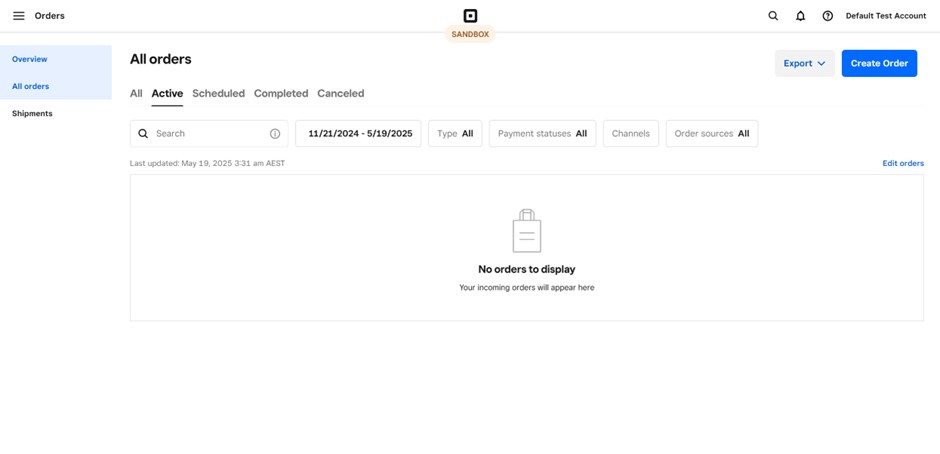 Orders
SANDBOX
Default Test Account
Overview
All orders
Shipments
All orders
Export
Create Order
All Active Scheduled Completed Canceled
Search
11/21/2024 - 5/19/2025
Type All
Payment statuses All
Channels
Order sources All
Last updated: May 19, 2025 3:31 am AEST
Edit orders
No orders to display
Your incoming orders will appear here